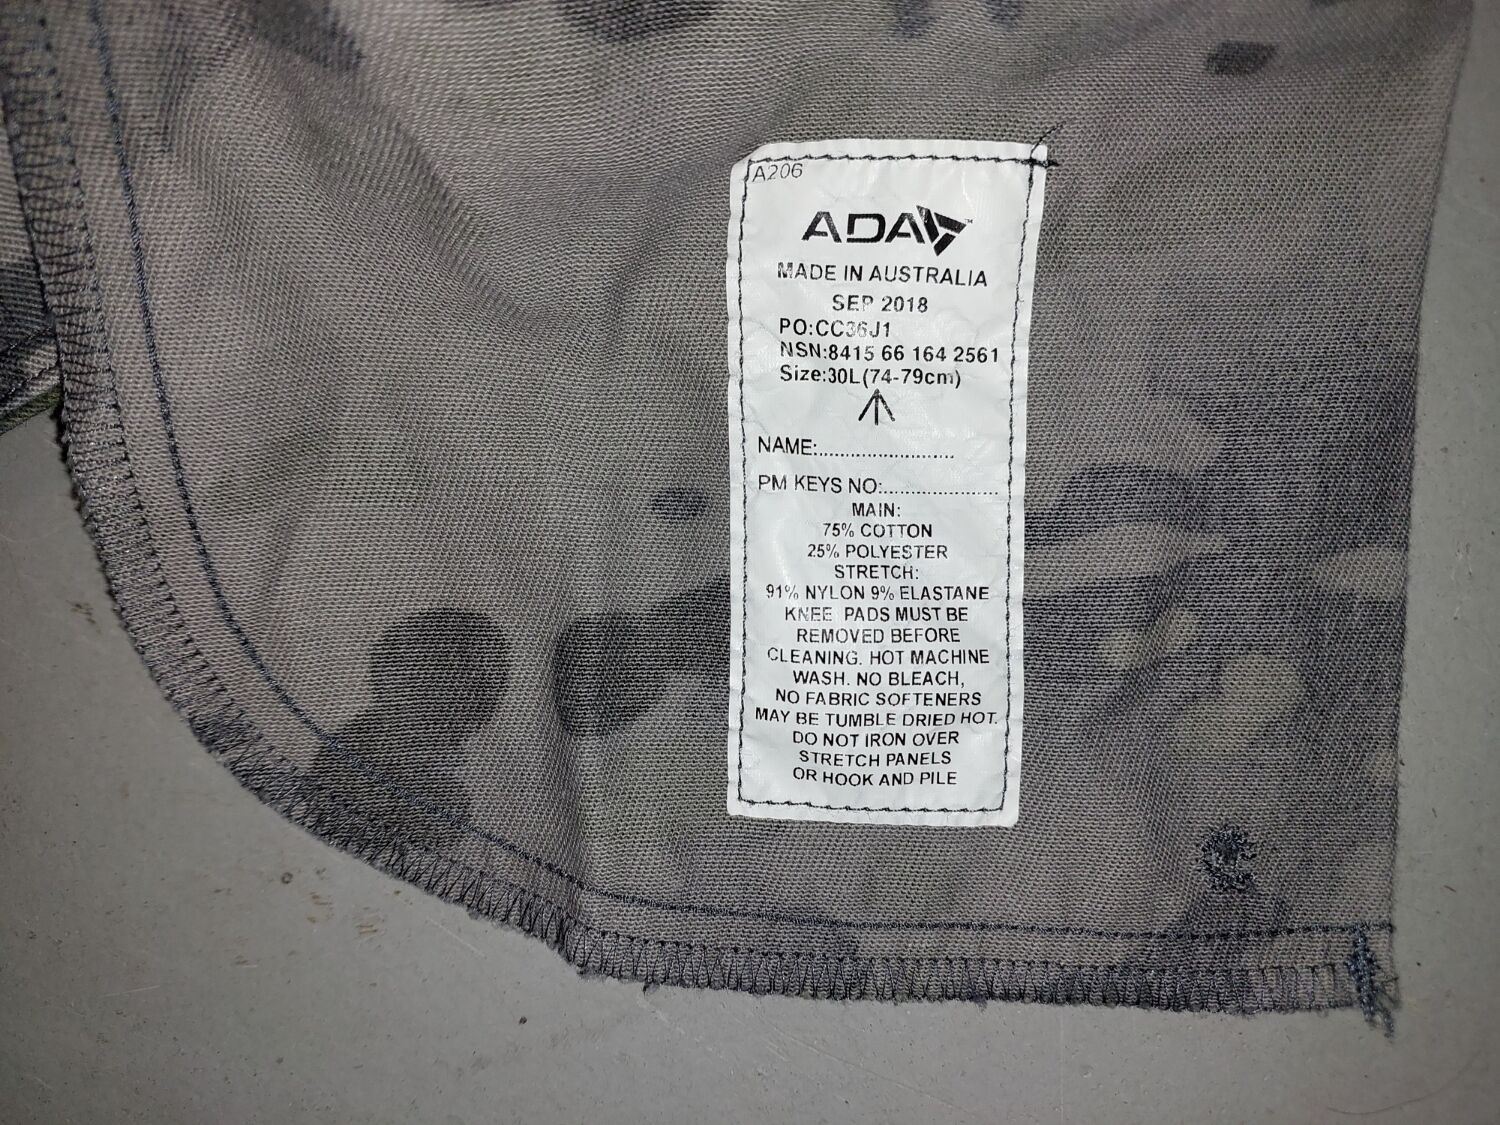 A206
ADA
MADE IN AUSTRALIA
SEP 2018
PO:CC36J1
NSN:8415 66 164 2561
Size:30L(74-79cm)
NAME:........................
PM KEYS NO:.....................
MAIN:
75% COTTON
25% POLYESTER
STRETCH:
91% NYLON 9% ELASTANE
KNEE PADS MUST BE
REMOVED BEFORE
CLEANING. HOT MACHINE
WASH. NO BLEACH,
NO FABRIC SOFTENERS
MAY BE TUMBLE DRIED HOT.
DO NOT IRON OVER
STRETCH PANELS
OR HOOK AND PILE